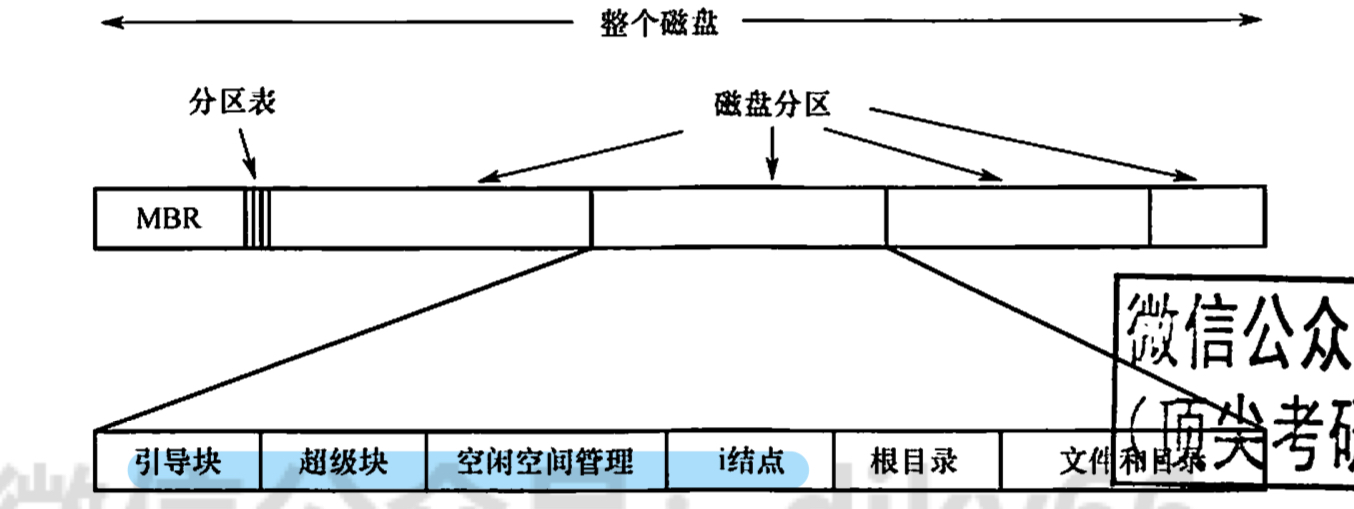 整个磁盘
分区表
磁盘分区
MBR
微信公众
(顶尖考研
引导块 超级块 空闲空间管理 i结点 根目录 文件和目录